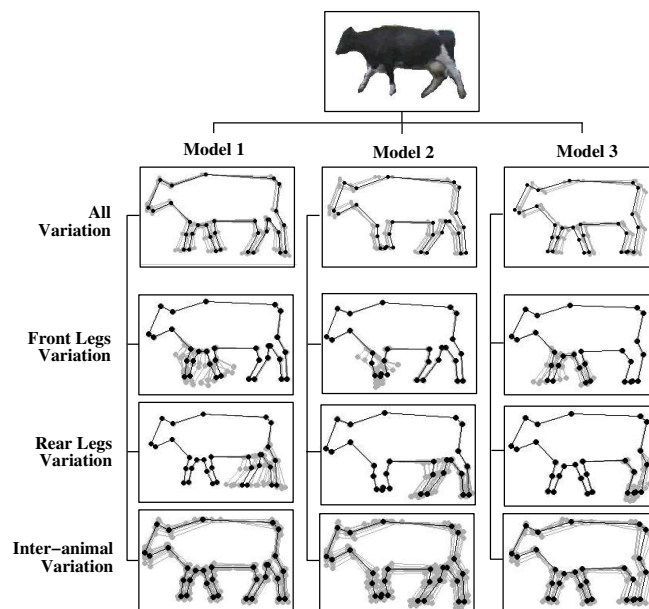 Model 1
Model 2
Model 3
All
Variation
Front Legs
Variation
Rear Legs
Variation
Inter−animal
Variation